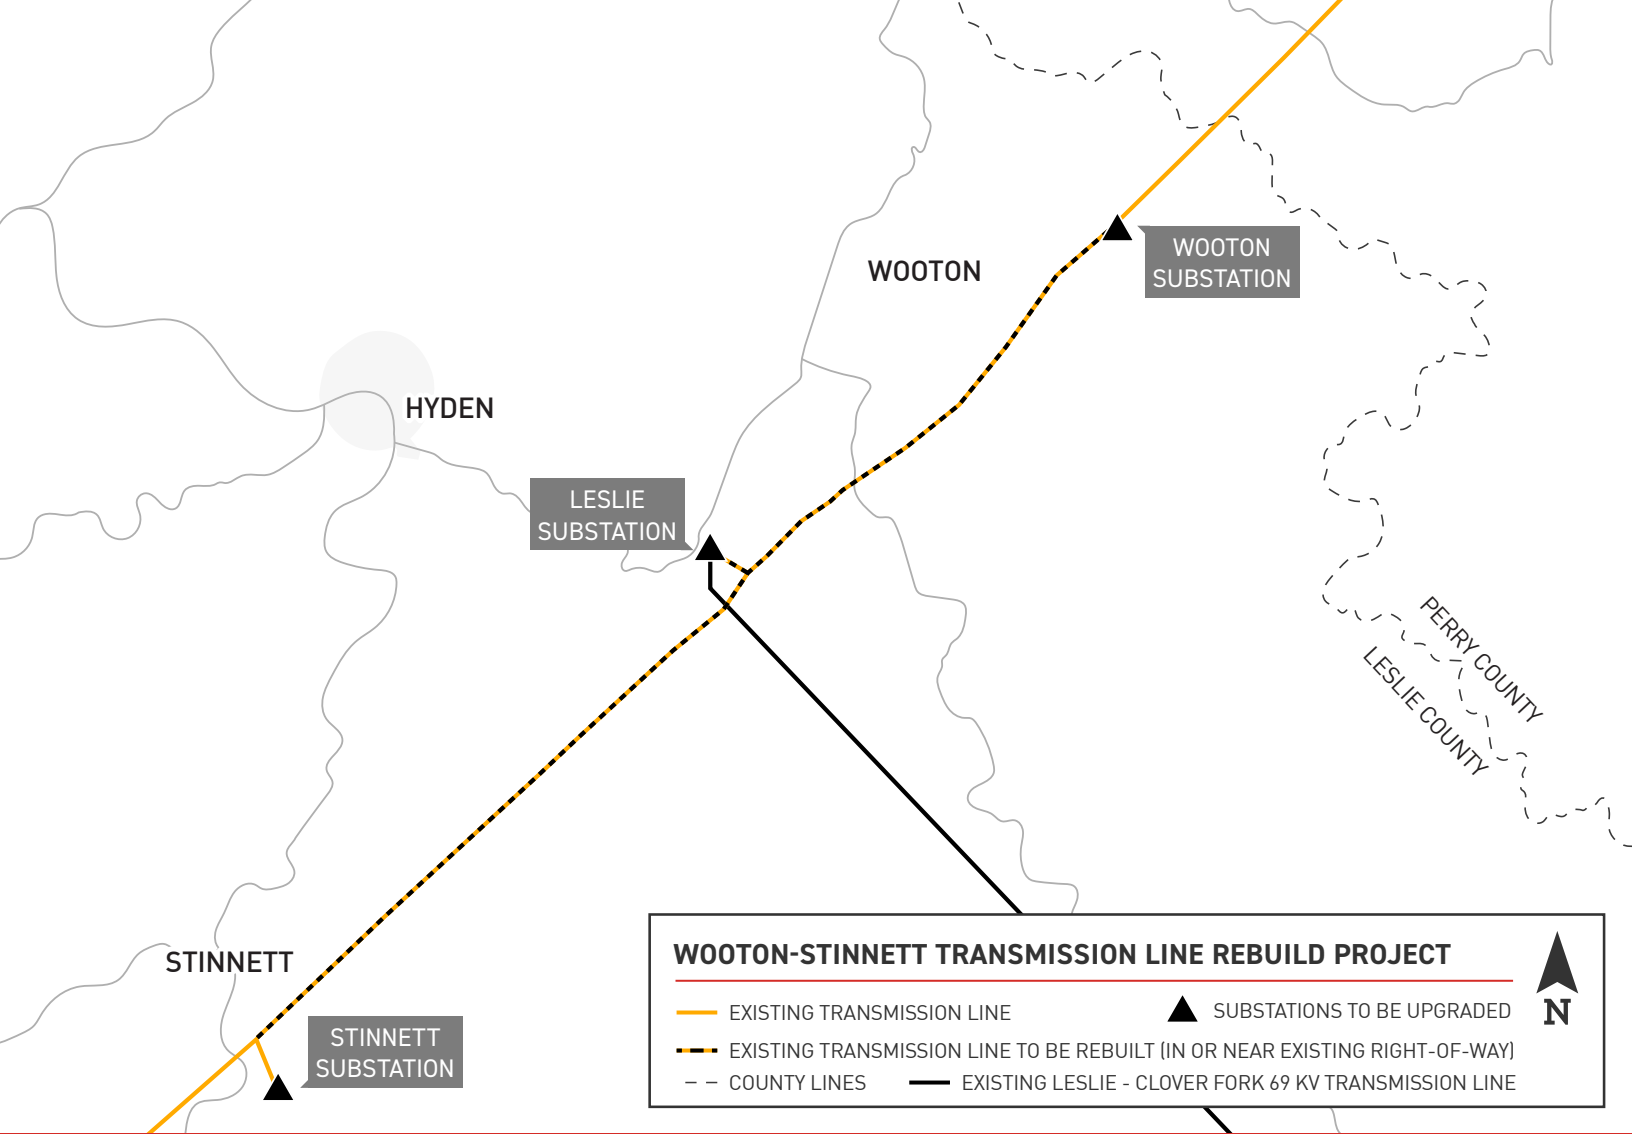 WOOTON
WOOTON
SUBSTATION
HYDEN
LESLIE
SUBSTATION
PERRY COUNTY
LESLIE COUNTY
STINNETT
STINNETT
SUBSTATION
WOOTON-STINNETT TRANSMISSION LINE REBUILD PROJECT
EXISTING TRANSMISSION LINE
SUBSTATIONS TO BE UPGRADED
EXISTING TRANSMISSION LINE TO BE REBUILT (IN OR NEAR EXISTING RIGHT-OF-WAY)
COUNTY LINES
EXISTING LESLIE - CLOVER FORK 69 KV TRANSMISSION LINE
N